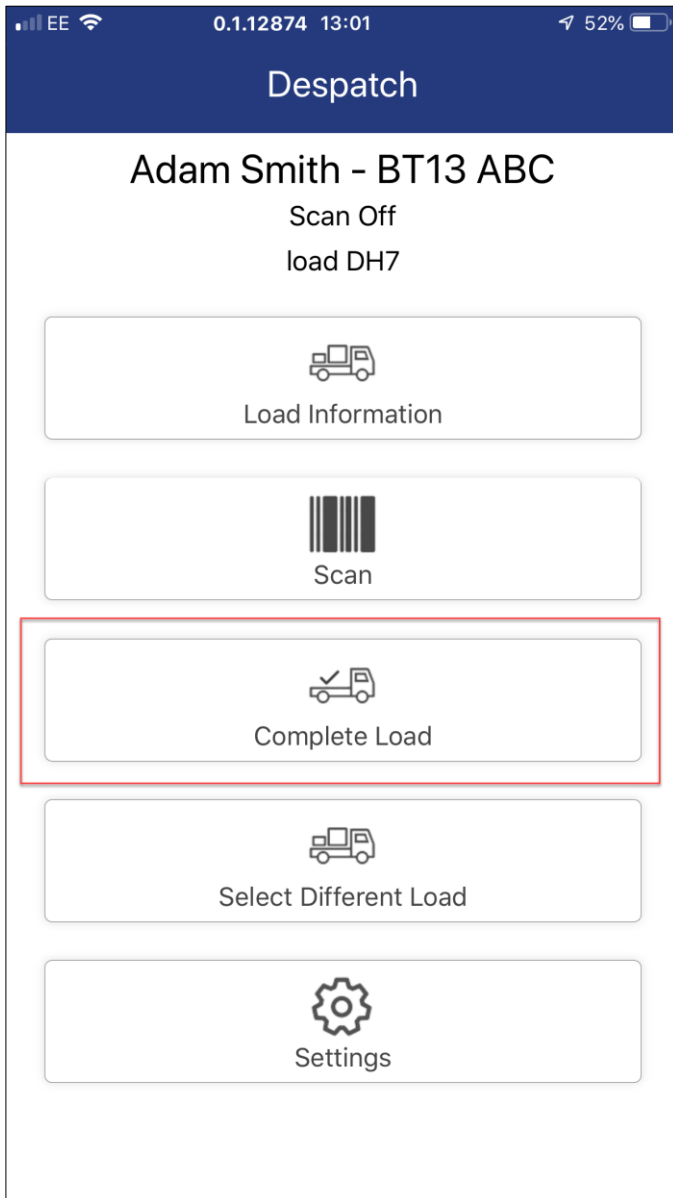 EE 0.1.12874 13:01 52%
Despatch
Adam Smith - BT13 ABC
Scan Off
load DH7
Load Information
Scan
Complete Load
Select Different Load
Settings